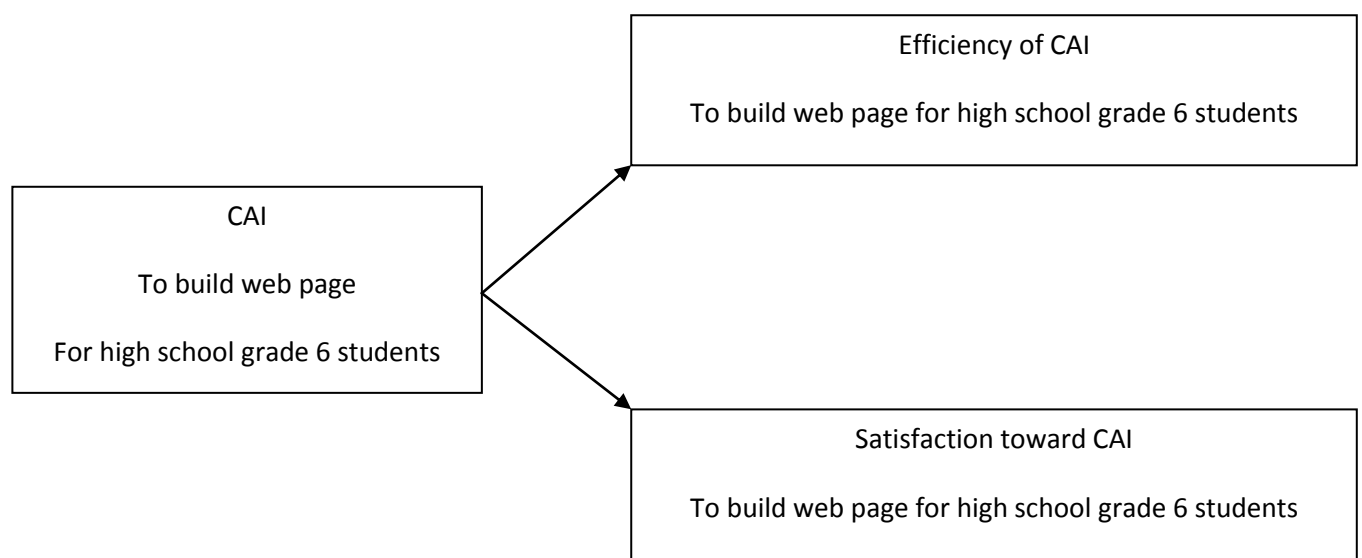 Efficiency of CAI
To build web page for high school grade 6 students
CAI
To build web page
For high school grade 6 students
Satisfaction toward CAI
To build web page for high school grade 6 students